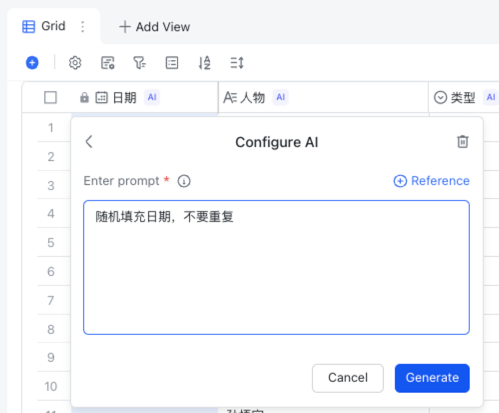 Grid
Add View
日期 AI
人物 AI
类型 AI
1
2
3
4
5
6
7
8
9
10
Configure AI
Enter prompt *
Reference
随机填充日期，不要重复
Cancel
Generate